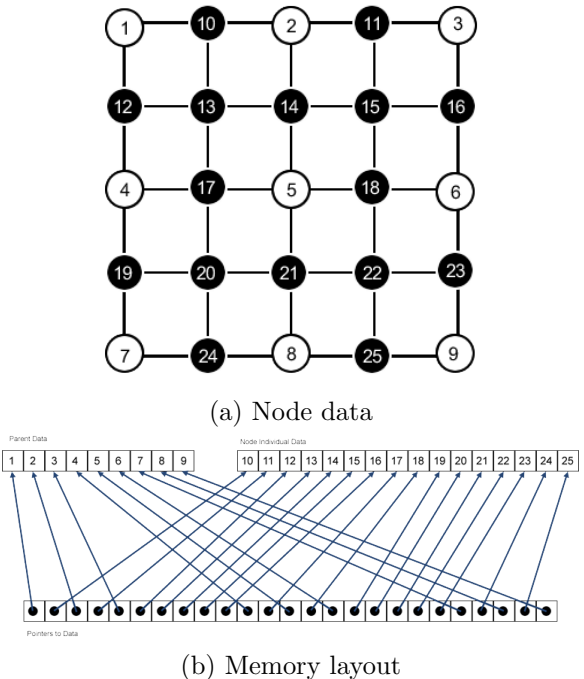 1 10 2 11 3
12 13 14 15 16
4 17 5 18 6
19 20 21 22 23
7 24 8 25 9
(a) Node data
Parent Data
1 2 3 4 5 6 7 8 9
Node Individual Data
10 11 12 13 14 15 16 17 18 19 20 21 22 23 24 25
Pointers to Data
(b) Memory layout